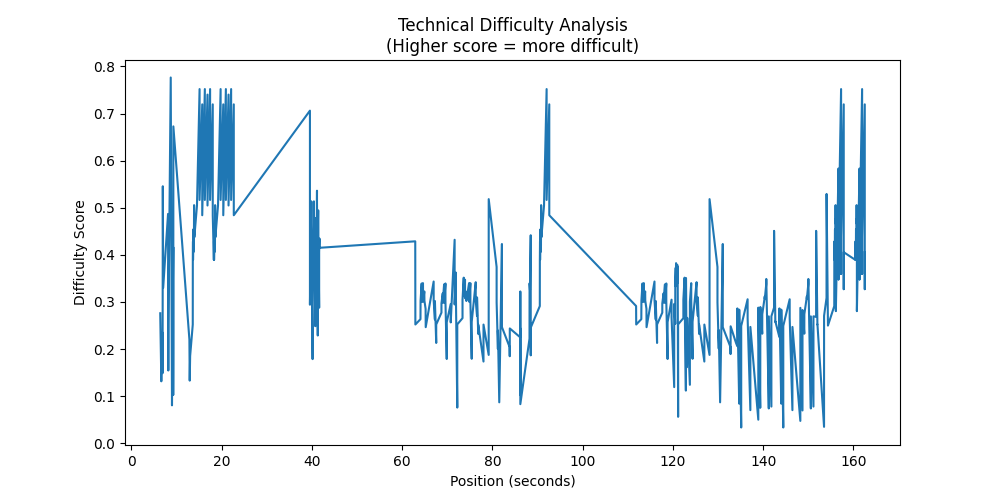 Technical Difficulty Analysis
(Higher score = more difficult)
Difficulty Score
0.8
0.7
0.6
0.5
0.4
0.3
0.2
0.1
0.0
0 20 40 60 80 100 120 140 160
Position (seconds)